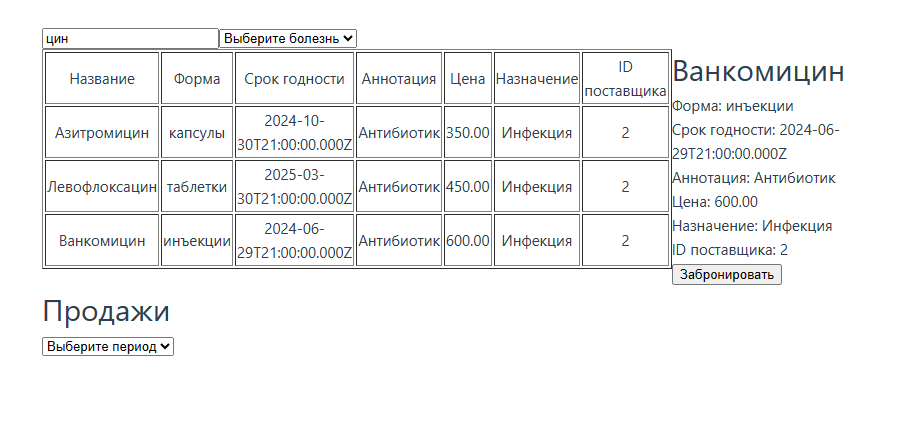 цин Выберите болезнь
Название Форма Срок годности Аннотация Цена Назначение ID
поставщика
Азитромицин капсулы 2024-10-
30T21:00:00.000Z Антибиотик 350.00 Инфекция 2
Левофлоксацин таблетки 2025-03-
30T21:00:00.000Z Антибиотик 450.00 Инфекция 2
Ванкомицин инъекции 2024-06-
29T21:00:00.000Z Антибиотик 600.00 Инфекция 2
Ванкомицин
Форма: инъекции
Срок годности: 2024-06-
29T21:00:00.000Z
Аннотация: Антибиотик
Цена: 600.00
Назначение: Инфекция
ID поставщика: 2
Забронировать
Продажи
Выберите период